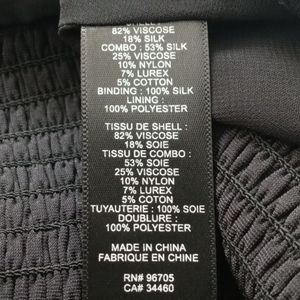 82% VISCOSE
18% SILK
COMBO : 53% SILK
25% VISCOSE
10% NYLON
7% LUREX
5% COTTON
BINDING : 100% SILK
LINING :
100% POLYESTER
TISSU DE SHELL :
82% VISCOSE
18% SOIE
TISSU DE COMBO :
53% SOIE
25% VISCOSE
10% NYLON
7% LUREX
5% COTTON
TUYAUTERIE : 100% SOIE
DOUBLURE :
100% POLYESTER
MADE IN CHINA
FABRIQUE EN CHINE
RN# 96705
CA# 34460